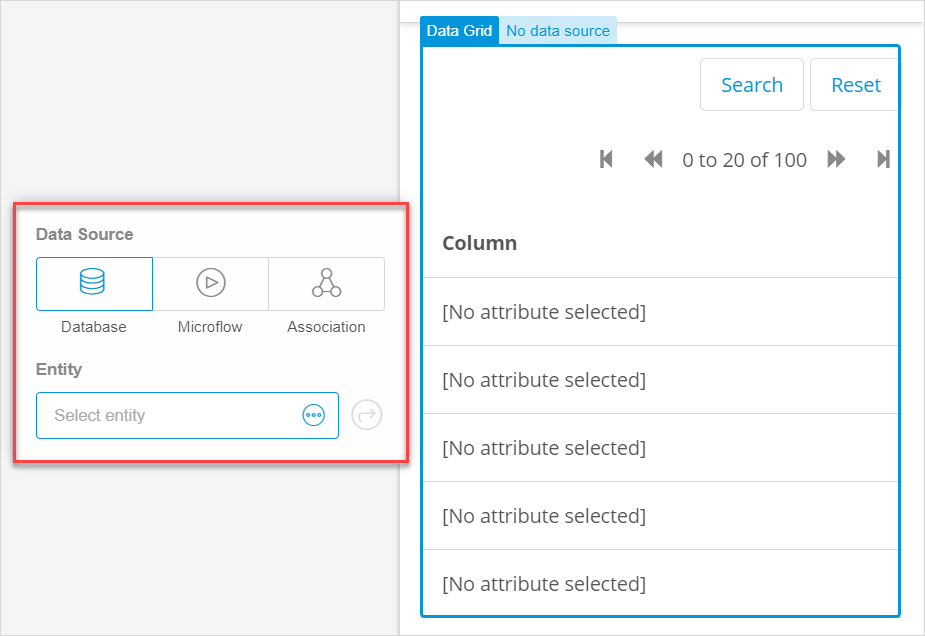 Data Grid No data source
Search Reset
0 to 20 of 100
Data Source
Database Microflow Association
Entity
Select entity
Column
[No attribute selected]
[No attribute selected]
[No attribute selected]
[No attribute selected]
[No attribute selected]